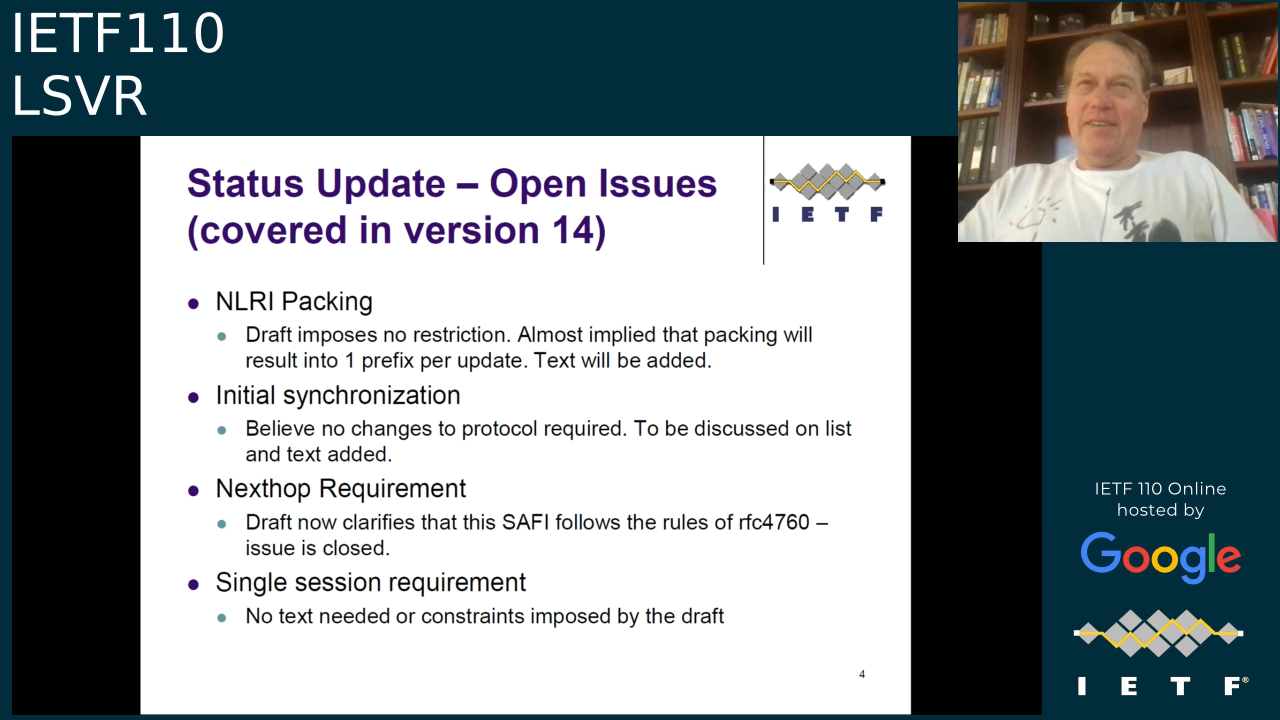 IETF110
LSVR
Status Update – Open Issues
(covered in version 14)
I E T F
NLRI Packing
Draft imposes no restriction. Almost implied that packing will
result into 1 prefix per update. Text will be added.
Initial synchronization
Believe no changes to protocol required. To be discussed on list
and text added.
Nexthop Requirement
Draft now clarifies that this SAFI follows the rules of rfc4760 –
issue is closed.
Single session requirement
No text needed or constraints imposed by the draft
4
IETF 110 Online
hosted by
Google
I E T F®